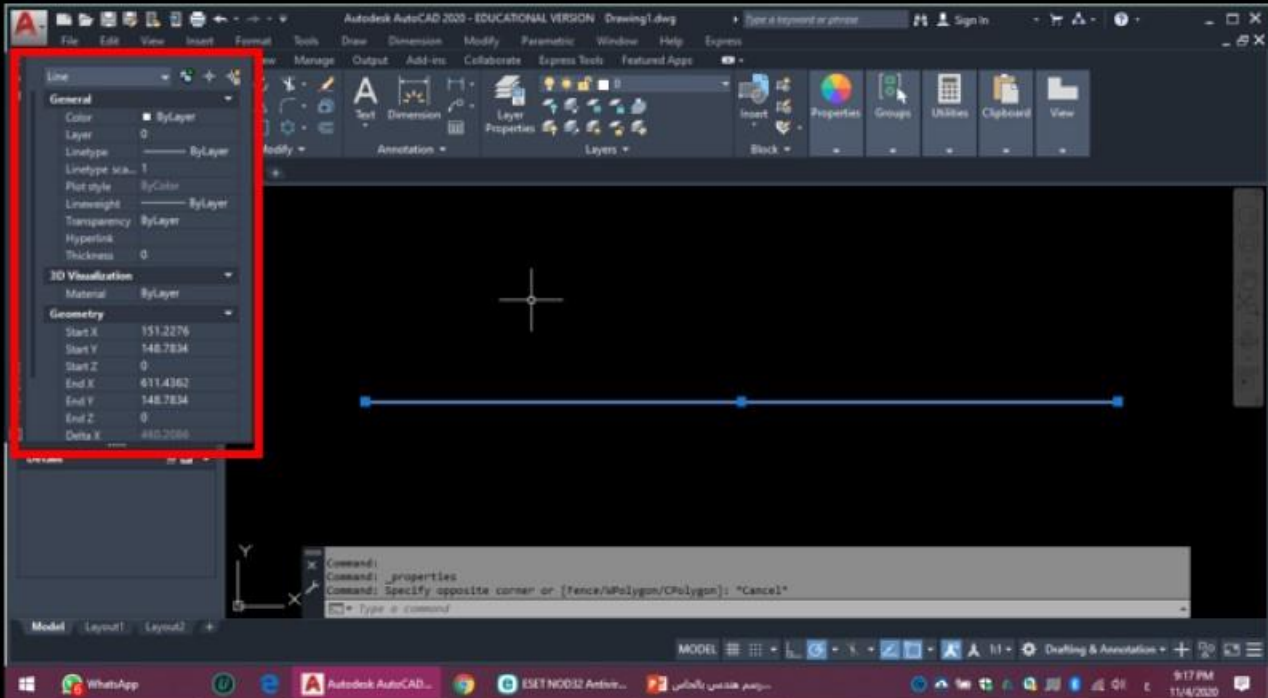 Autodesk AutoCAD 2020 - EDUCATIONAL VERSION Drawing1.dwg
Type a keyword or phrase
Sign In
File Edit View Insert Format Tools Draw Dimension Modify Parametric Window Help Express
Manage Output Add-ins Collaborate Express Tools Featured Apps
Line
General
Color ByLayer
Layer 0
Linetype ByLayer
Linetype sca... 1
Plot style ByColor
Lineweight ByLayer
Transparency ByLayer
Hyperlink
Thickness 0
3D Visualization
Material ByLayer
Geometry
Start X 151.2276
Start Y 148.7834
Start Z 0
End X 611.4362
End Y 148.7834
End Z 0
Delta X 460.2086
Details
A
Text Dimension Layer Properties 0 Insert Properties Groups Utilities Clipboard View
Modify Annotation Layers Block
Y
X
Command:
Command: _properties
Command: Specify opposite corner or [Fence/WPolygon/CPolygon]: *Cancel*
Type a command
Model Layout1 Layout2 +
MODEL 1:1 Drafting & Annotation
WhatsApp
Autodesk AutoCAD...
ESET NOD32 Antivir...
رسم هندسي بالحاس...
9:17 PM
11/4/2020